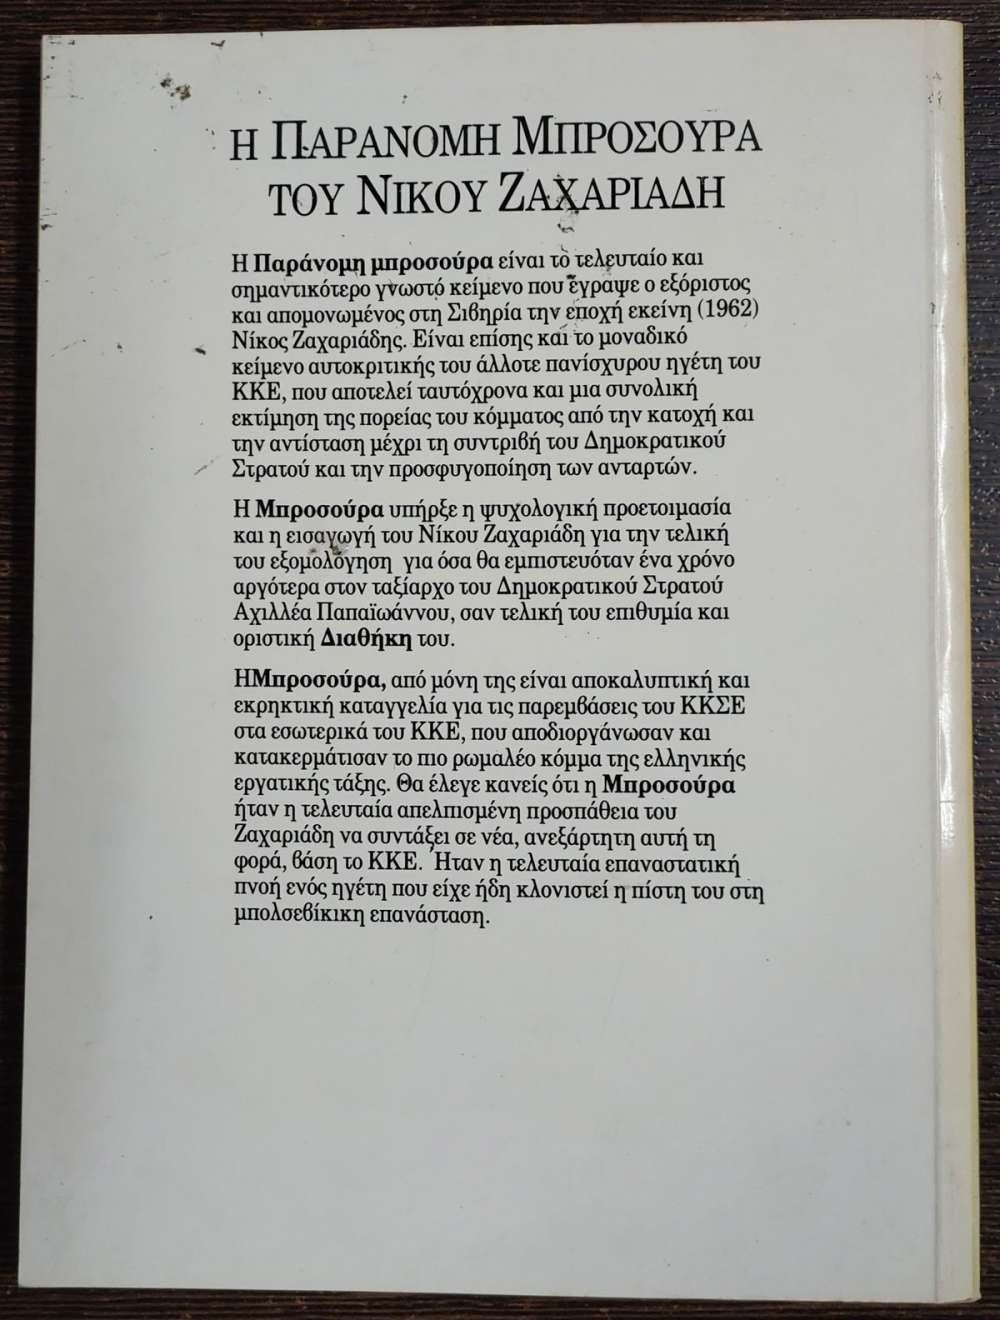 Η ΠΑΡΑΝΟΜΗ ΜΠΡΟΣΟΥΡΑ
ΤΟΥ ΝΙΚΟΥ ΖΑΧΑΡΙΑΔΗ
Η Παράνομη μπροσούρα είναι το τελευταίο και
σημαντικότερο γνωστό κείμενο που έγραψε ο εξόριστος
και απομονωμένος στη Σιβηρία την εποχή εκείνη (1962)
Νίκος Ζαχαριάδης. Είναι επίσης και το μοναδικό
κείμενο αυτοκριτικής του άλλοτε πανίσχυρου ηγέτη του
ΚΚΕ, που αποτελεί ταυτόχρονα και μια συνολική
εκτίμηση της πορείας του κόμματος από την κατοχή και
την αντίσταση μέχρι τη συντριβή του Δημοκρατικού
Στρατού και την προσφυγοποίηση των ανταρτών.
Η Μπροσούρα υπήρξε η ψυχολογική προετοιμασία
και η εισαγωγή του Νίκου Ζαχαριάδη για την τελική
του εξομολόγηση για όσα θα εμπιστευόταν ένα χρόνο
αργότερα στον ταξίαρχο του Δημοκρατικού Στρατού
Αχιλλέα Παπαϊωάννου, σαν τελική του επιθυμία και
οριστική Διαθήκη του.
ΗΜπροσούρα, από μόνη της είναι αποκαλυπτική και
εκρηκτική καταγγελία για τις παρεμβάσεις του ΚΚΣΕ
στα εσωτερικά του ΚΚΕ, που αποδιοργάνωσαν και
κατακερμάτισαν το πιο ρωμαλέο κόμμα της ελληνικής
εργατικής τάξης. Θα έλεγε κανείς ότι η Μπροσούρα
ήταν η τελευταία απελπισμένη προσπάθεια του
Ζαχαριάδη να συντάξει σε νέα, ανεξάρτητη αυτή τη
φορά, βάση το ΚΚΕ. Ήταν η τελευταία επαναστατική
πνοή ενός ηγέτη που είχε ήδη κλονιστεί η πίστη του στη
μπολσεβίκικη επανάσταση.